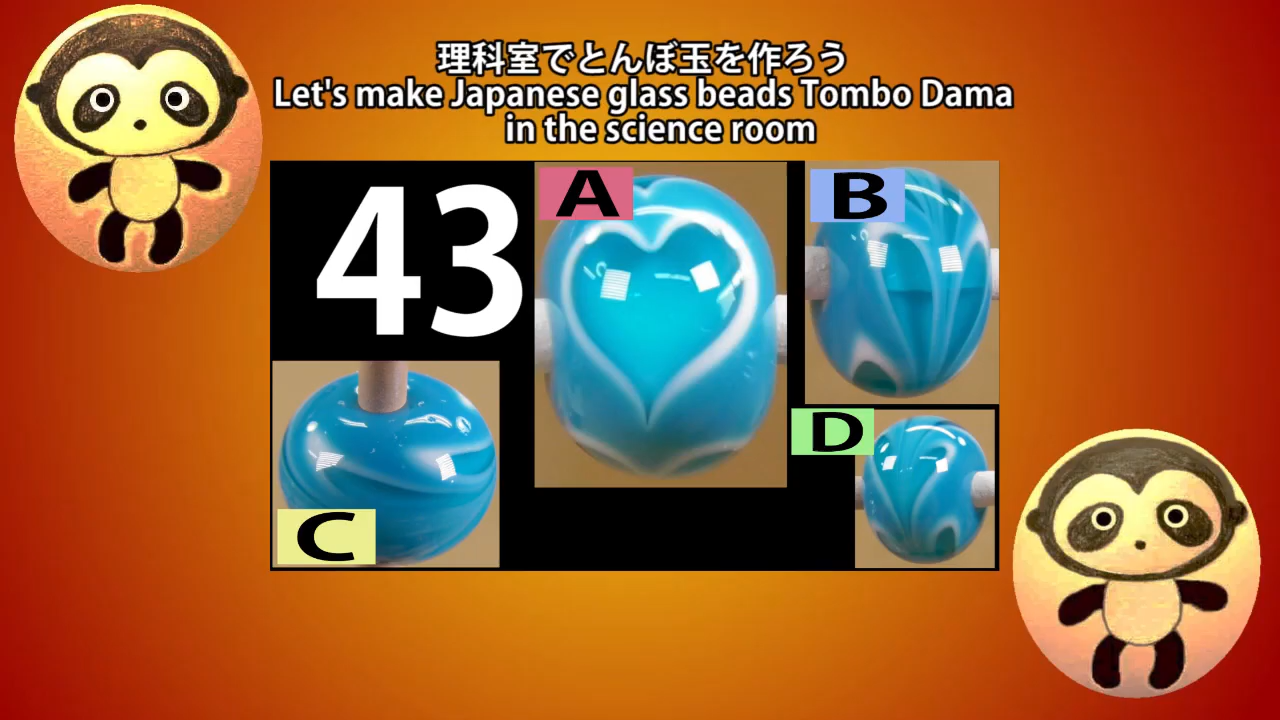 理科室でとんぼ玉を作ろう
Let's make Japanese glass beads Tombo Dama
in the science room
43
A
B
C
D